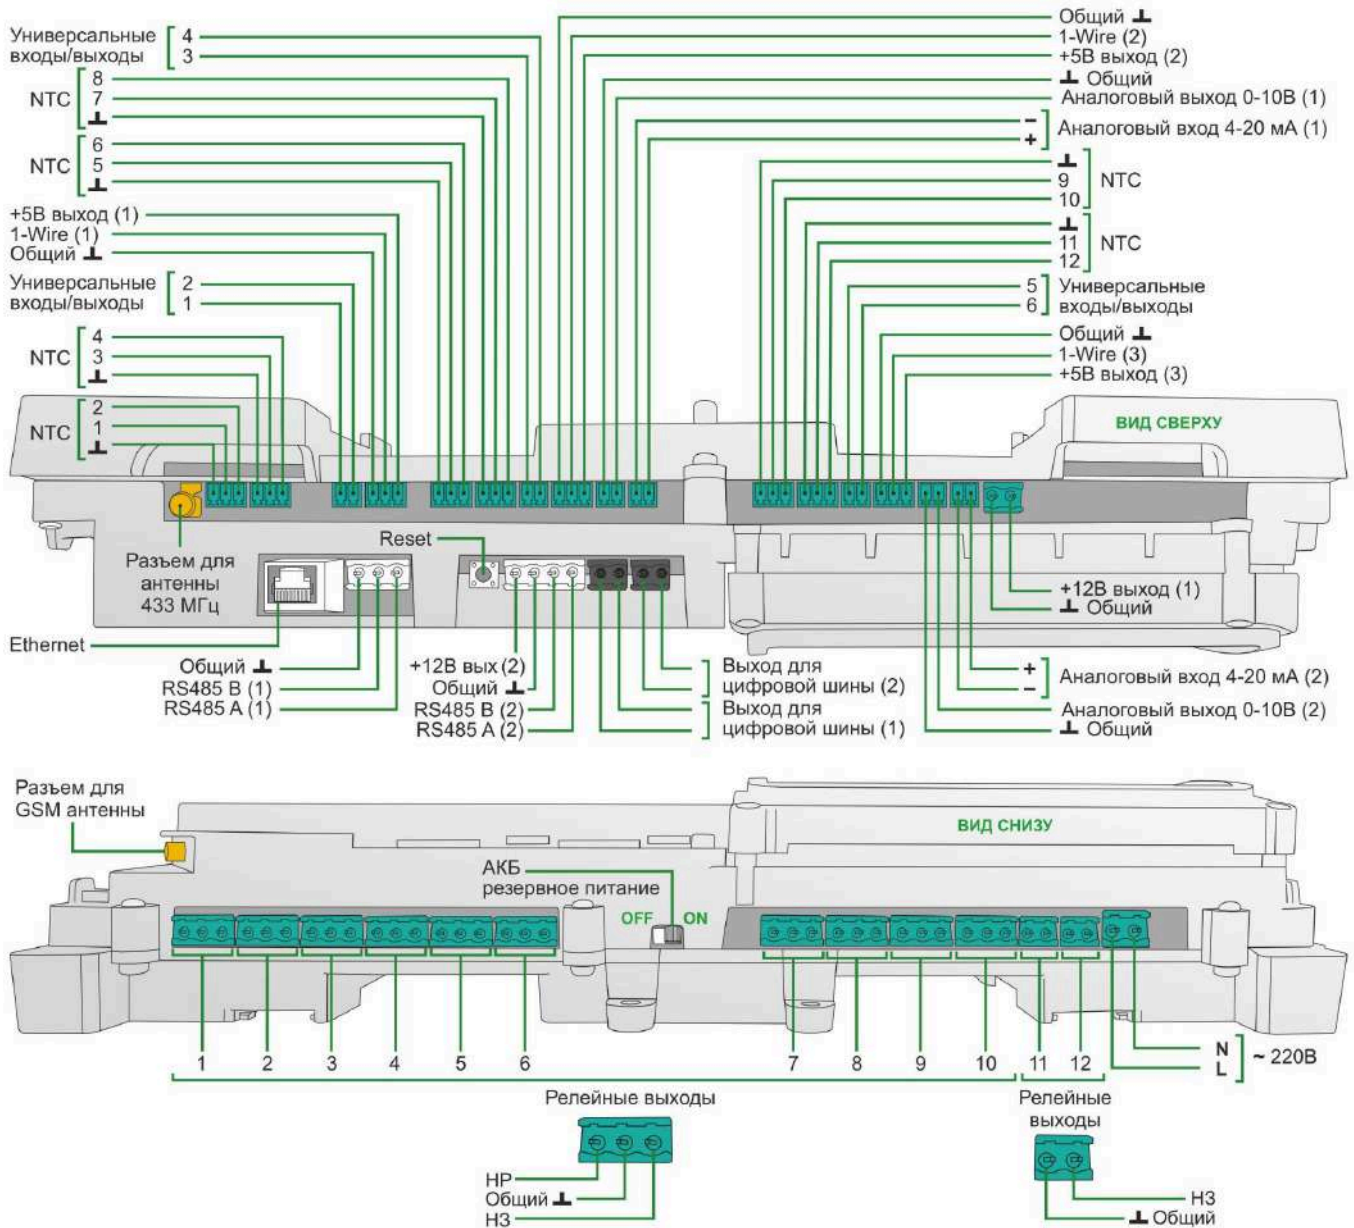 Универсальные 4
входы/выходы 3
8
NTC 7
⊥
6
NTC 5
⊥
+5В выход (1)
1-Wire (1)
Общий ⊥
Универсальные 2
входы/выходы 1
4
NTC 3
⊥
2
NTC 1
⊥
Общий ⊥
1-Wire (2)
+5В выход (2)
⊥ Общий
Аналоговый выход 0-10В (1)
–
+
Аналоговый вход 4-20 мА (1)
⊥
9 NTC
10
⊥
11 NTC
12
5 Универсальные
6 входы/выходы
Общий ⊥
1-Wire (3)
+5В выход (3)
ВИД СВЕРХУ
Разъем для
антенны
433 МГц
Reset
Ethernet
Общий ⊥
RS485 B (1)
RS485 A (1)
+12В вых (2)
Общий ⊥
RS485 B (2)
RS485 A (2)
Выход для
цифровой шины (2)
Выход для
цифровой шины (1)
+12В выход (1)
⊥ Общий
+
–
Аналоговый вход 4-20 мА (2)
Аналоговый выход 0-10В (2)
⊥ Общий
Разъем для
GSM антенны
ВИД СНИЗУ
АКБ
резервное питание
OFF ON
1 2 3 4 5 6 7 8 9 10 11 12
N
L
~ 220В
Релейные выходы
НР
Общий ⊥
НЗ
Релейные
выходы
НЗ
⊥ Общий